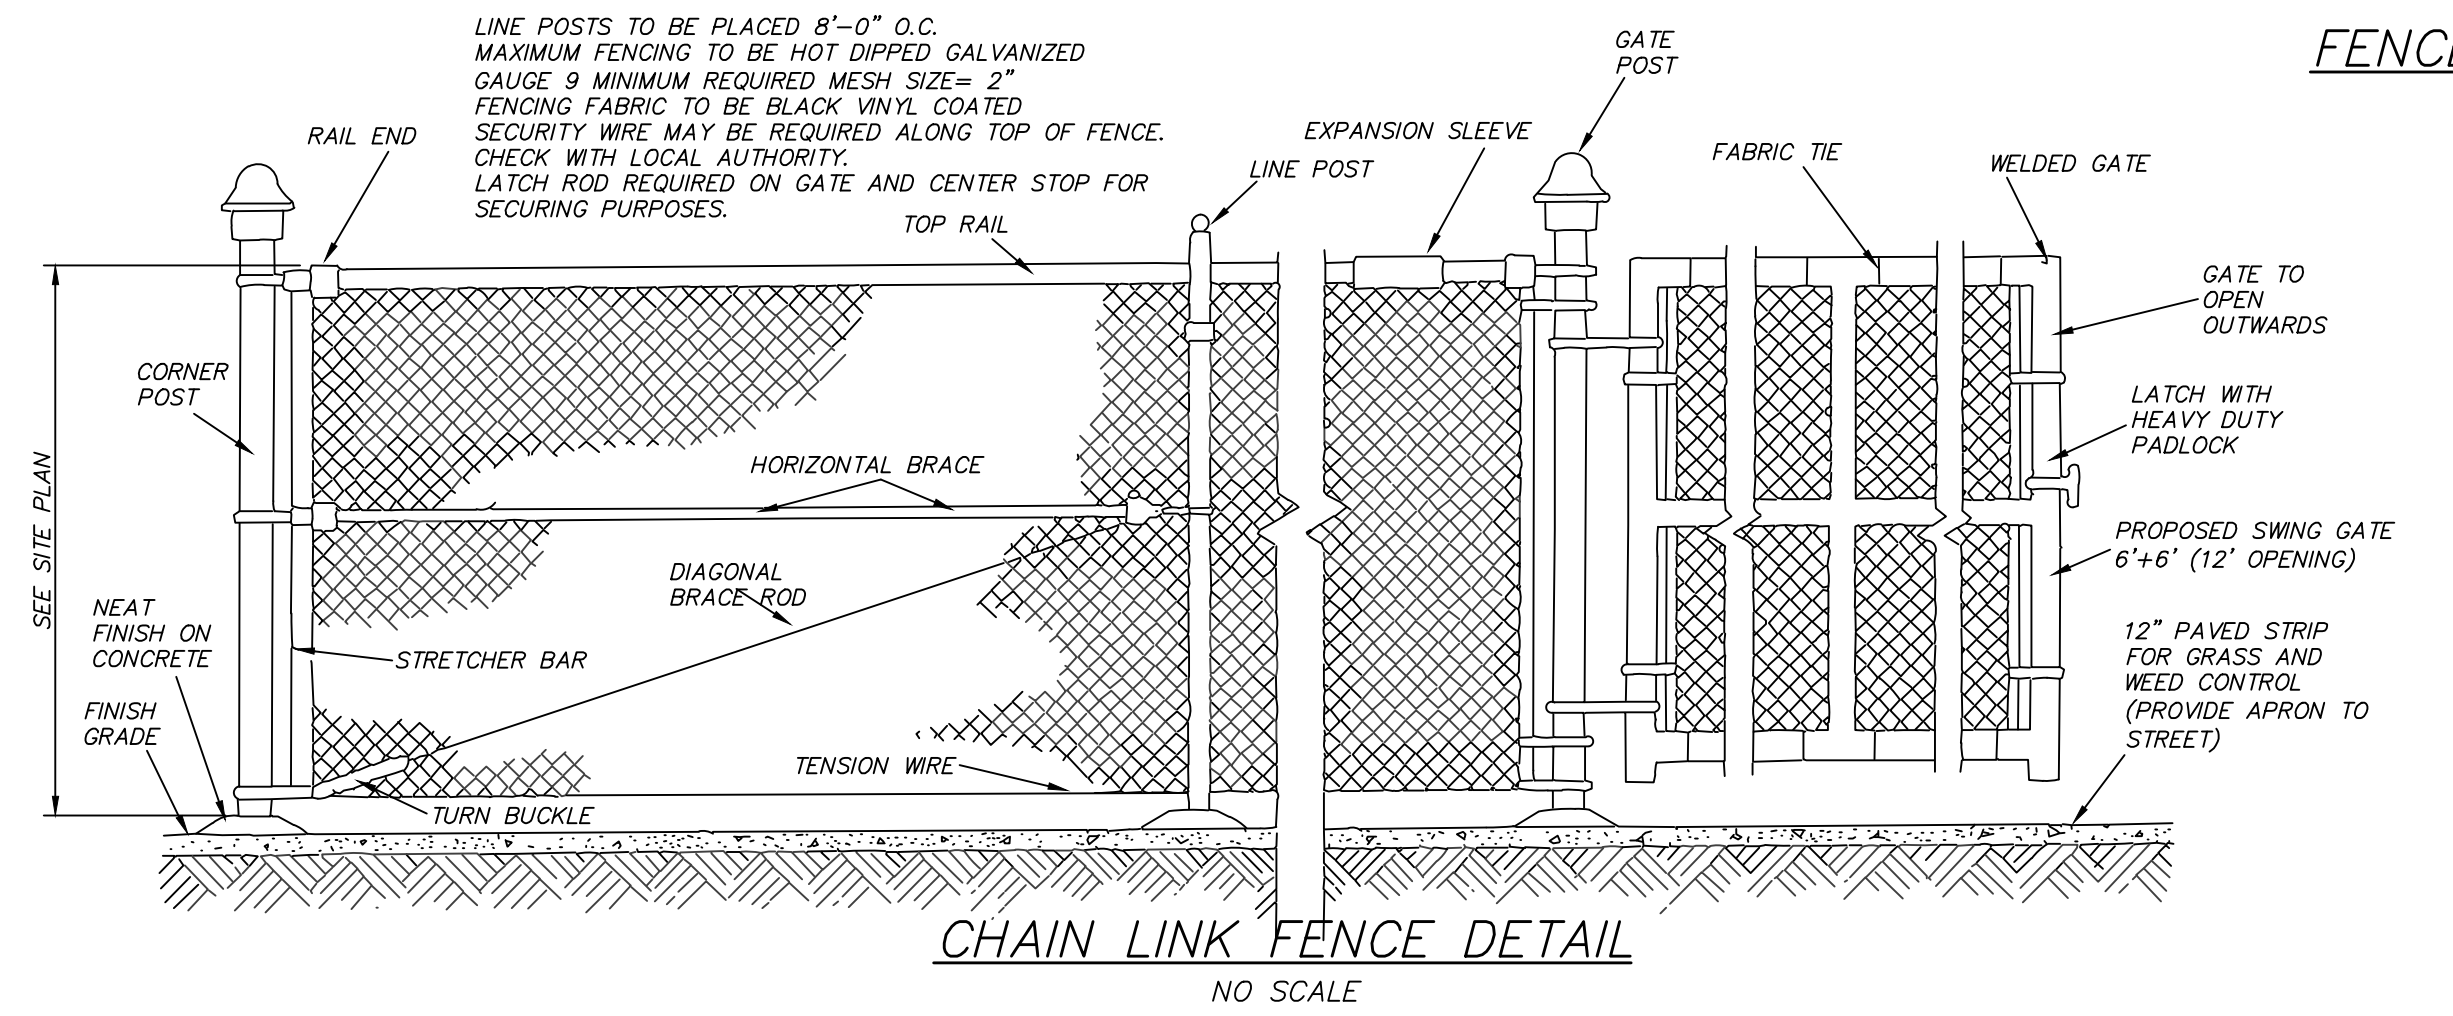 LINE POSTS TO BE PLACED 8'-0" O.C.
MAXIMUM FENCING TO BE HOT DIPPED GALVANIZED
GAUGE 9 MINIMUM REQUIRED MESH SIZE= 2"
FENCING FABRIC TO BE BLACK VINYL COATED
SECURITY WIRE MAY BE REQUIRED ALONG TOP OF FENCE.
CHECK WITH LOCAL AUTHORITY.
LATCH ROD REQUIRED ON GATE AND CENTER STOP FOR
SECURING PURPOSES.
RAIL END
TOP RAIL
LINE POST
EXPANSION SLEEVE
GATE
POST
FABRIC TIE
WELDED GATE
GATE TO
OPEN
OUTWARDS
LATCH WITH
HEAVY DUTY
PADLOCK
PROPOSED SWING GATE
6'+6' (12' OPENING)
12" PAVED STRIP
FOR GRASS AND
WEED CONTROL
(PROVIDE APRON TO
STREET)
CORNER
POST
SEE SITE PLAN
HORIZONTAL BRACE
DIAGONAL
BRACE ROD
NEAT
FINISH ON
CONCRETE
STRETCHER BAR
FINISH
GRADE
TENSION WIRE
TURN BUCKLE
CHAIN LINK FENCE DETAIL
NO SCALE